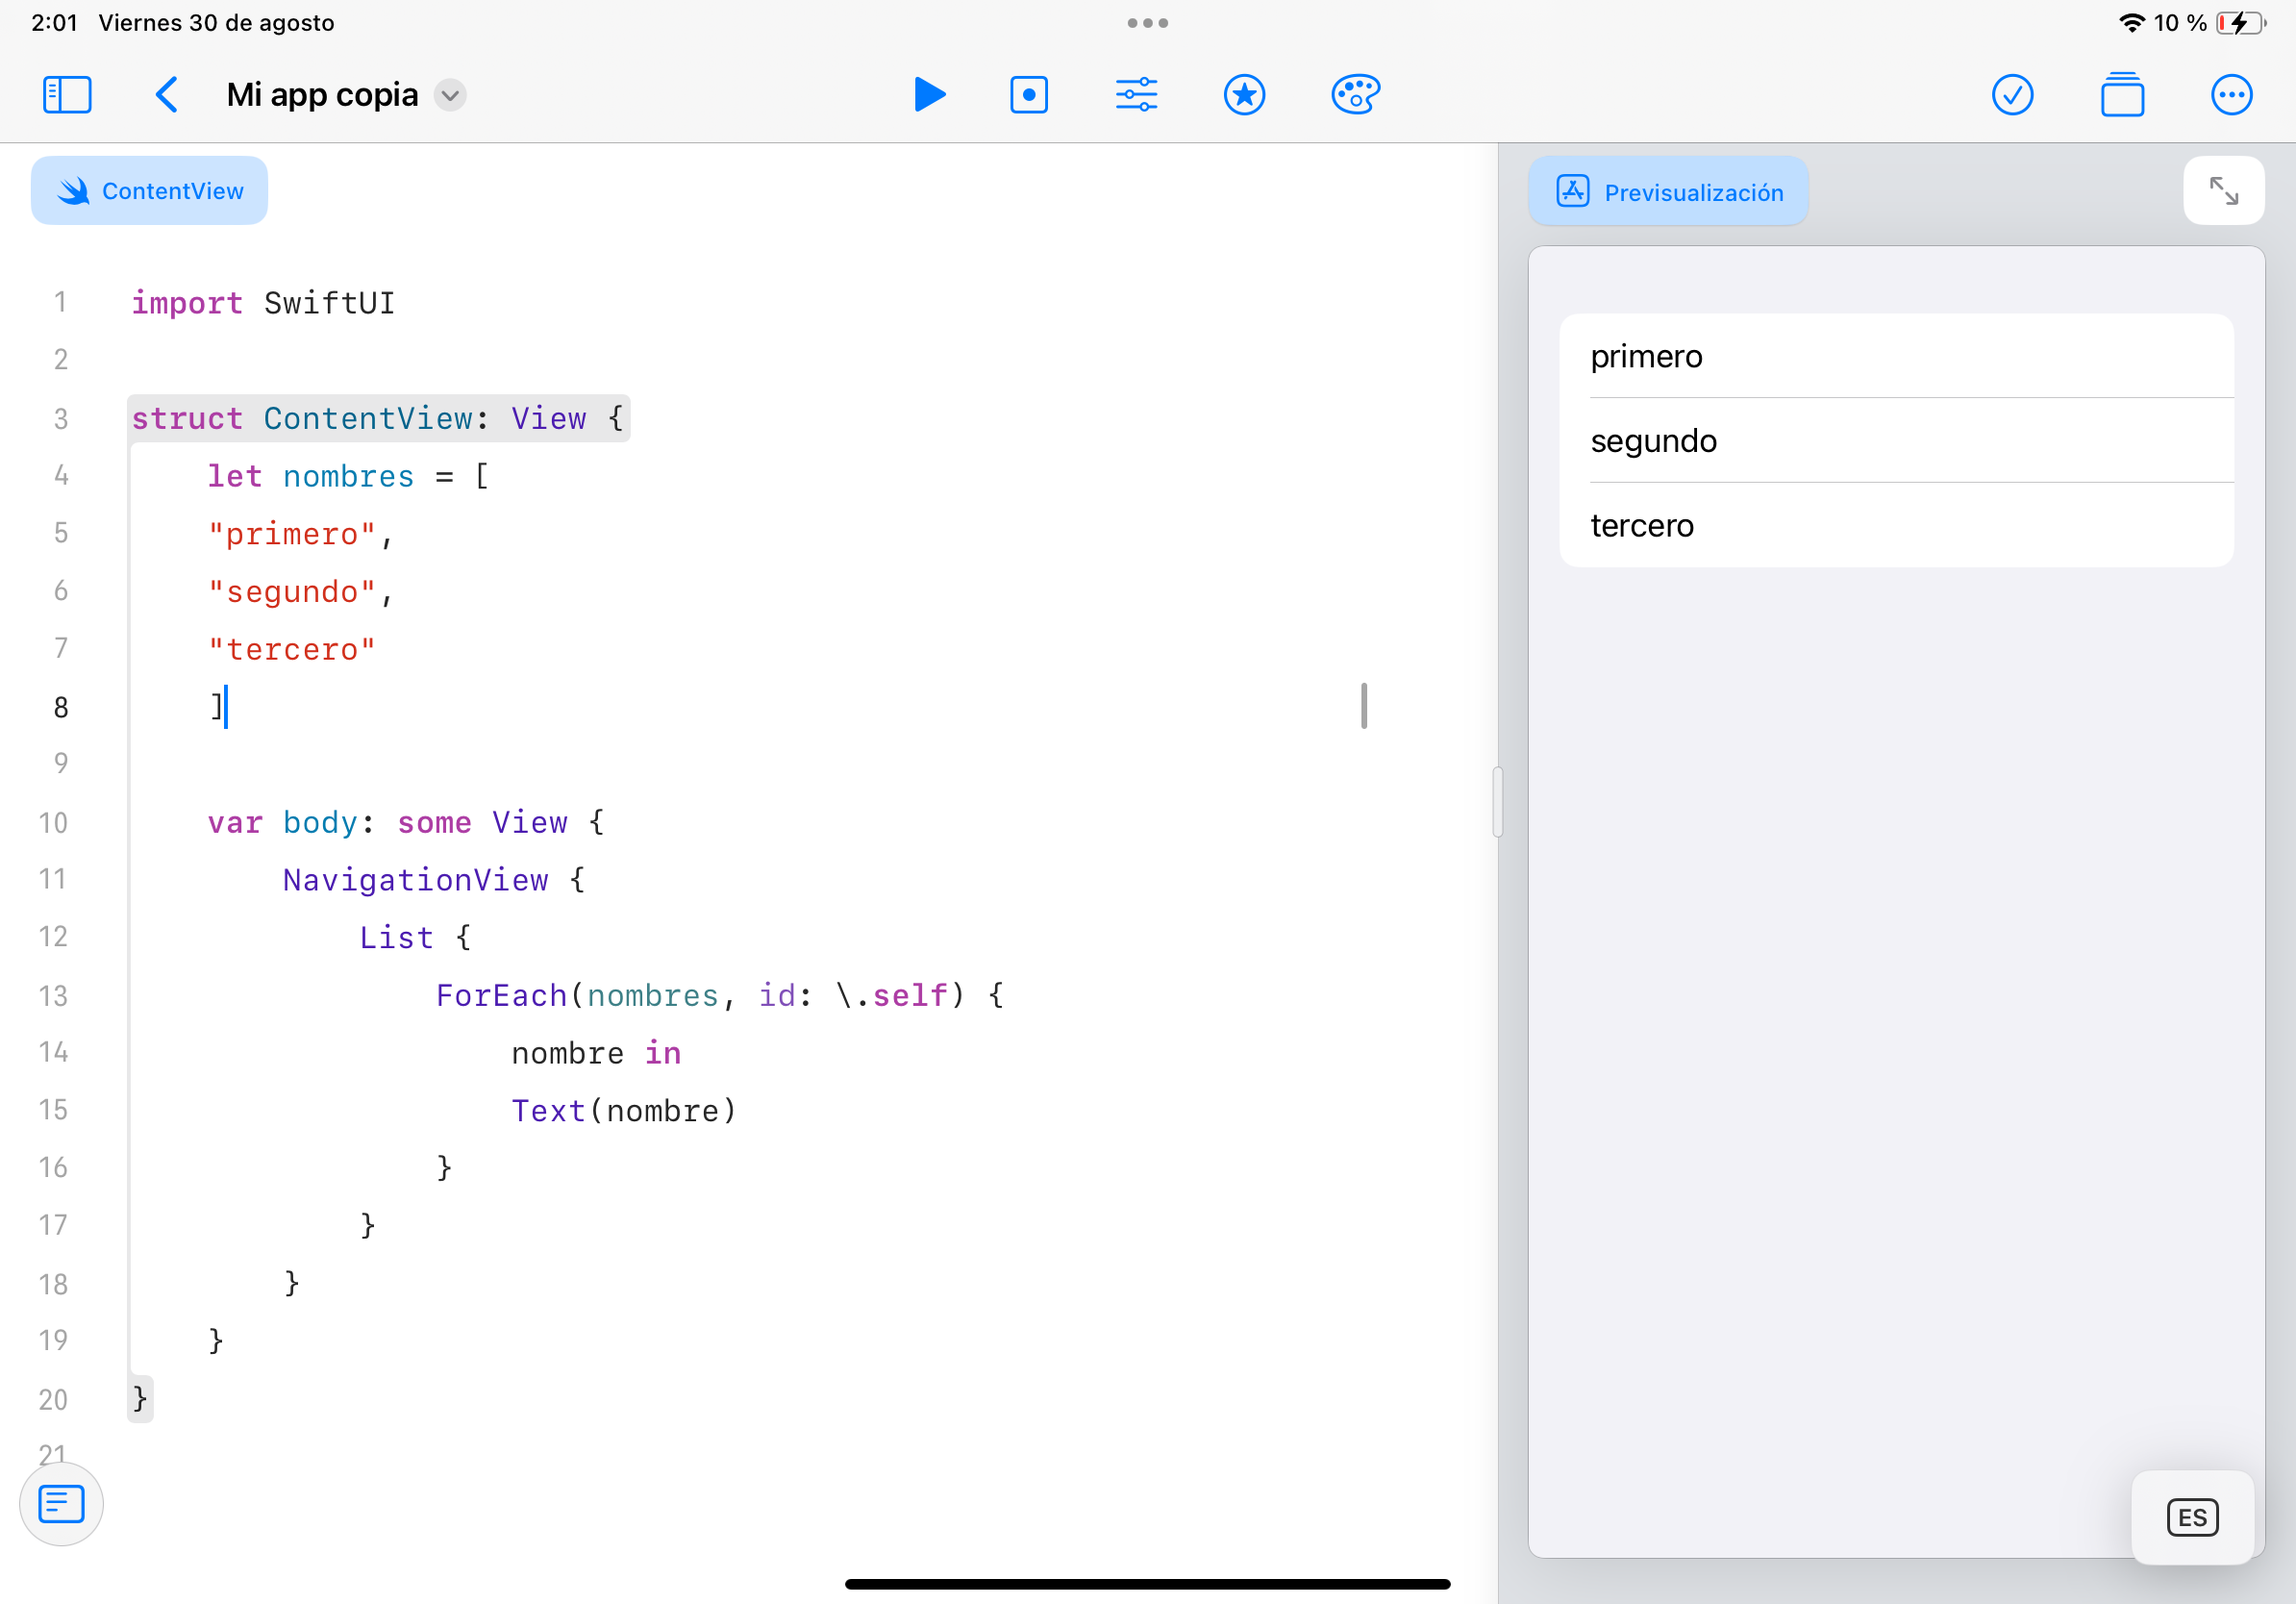 2:01 Viernes 30 de agosto
10 %
Mi app copia
ContentView
Previsualización
1 import SwiftUI
2
3 struct ContentView: View {
4 let nombres = [
5 "primero",
6 "segundo",
7 "tercero"
8 ]
9
10 var body: some View {
11 NavigationView {
12 List {
13 ForEach(nombres, id: \.self) {
14 nombre in
15 Text(nombre)
16 }
17 }
18 }
19 }
20 }
21
primero
segundo
tercero
ES